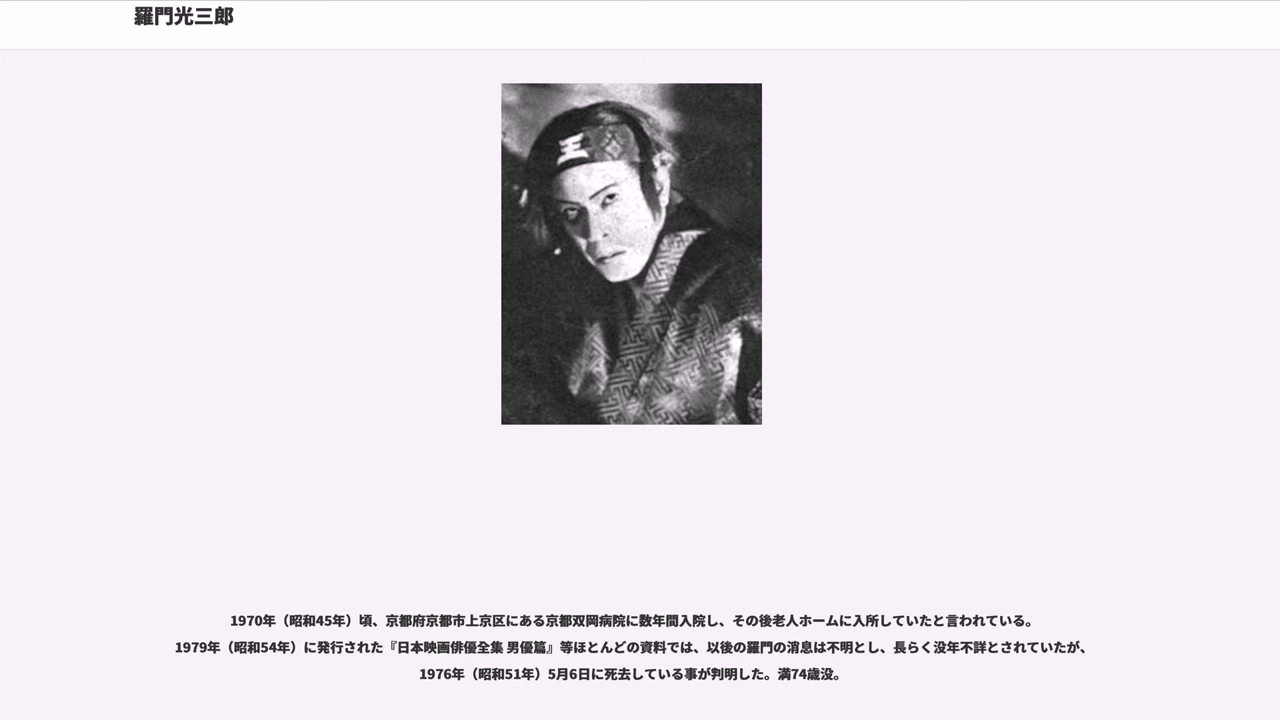 羅門光三郎
王
1970年（昭和45年）頃、京都府京都市上京区にある京都双岡病院に数年間入院し、その後老人ホームに入所していたと言われている。
1979年（昭和54年）に発行された『日本映画俳優全集 男優篇』等ほとんどの資料では、以後の羅門の消息は不明とし、長らく没年不詳とされていたが、
1976年（昭和51年）5月6日に死去している事が判明した。満74歳没。